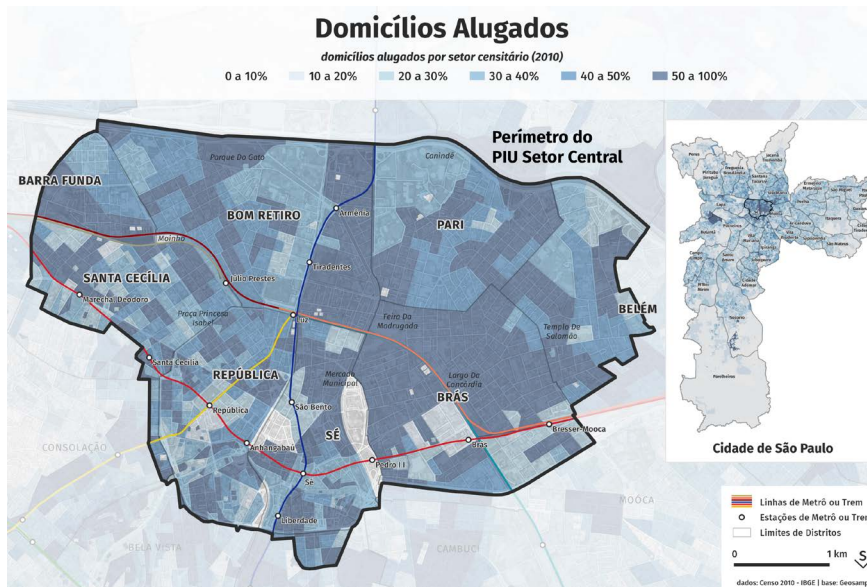 Domicílios Alugados
domicílios alugados por setor censitário (2010)
0 a 10% 10 a 20% 20 a 30% 30 a 40% 40 a 50% 50 a 100%
Perímetro do
PIU Setor Central
Parque Do Gato
Canindé
BARRA FUNDA
BOM RETIRO
Armênia
PARI
Moinho
SANTA CECÍLIA
Júlio Prestes
Tiradentes
Marechal Deodoro
Praça Princesa
Isabel
Luz
Feira Da
Madrugada
Templo De
Salomão
BELÉM
Santa Cecília
REPÚBLICA
Mercado
Municipal
Largo Da
Concórdia
BRÁS
República
São Bento
SÉ
Anhangabaú
Pedro II
Brás
Bresser-Mooca
Sé
Liberdade
CONSOLAÇÃO
BELA VISTA
CAMBUCI
MOÓCA
Parelheiros
Cidade de São Paulo
Linhas de Metrô ou Trem
Estações de Metrô ou Trem
Limites de Distritos
0 1 km
dados: Censo 2010 - IBGE | base: Geosamp